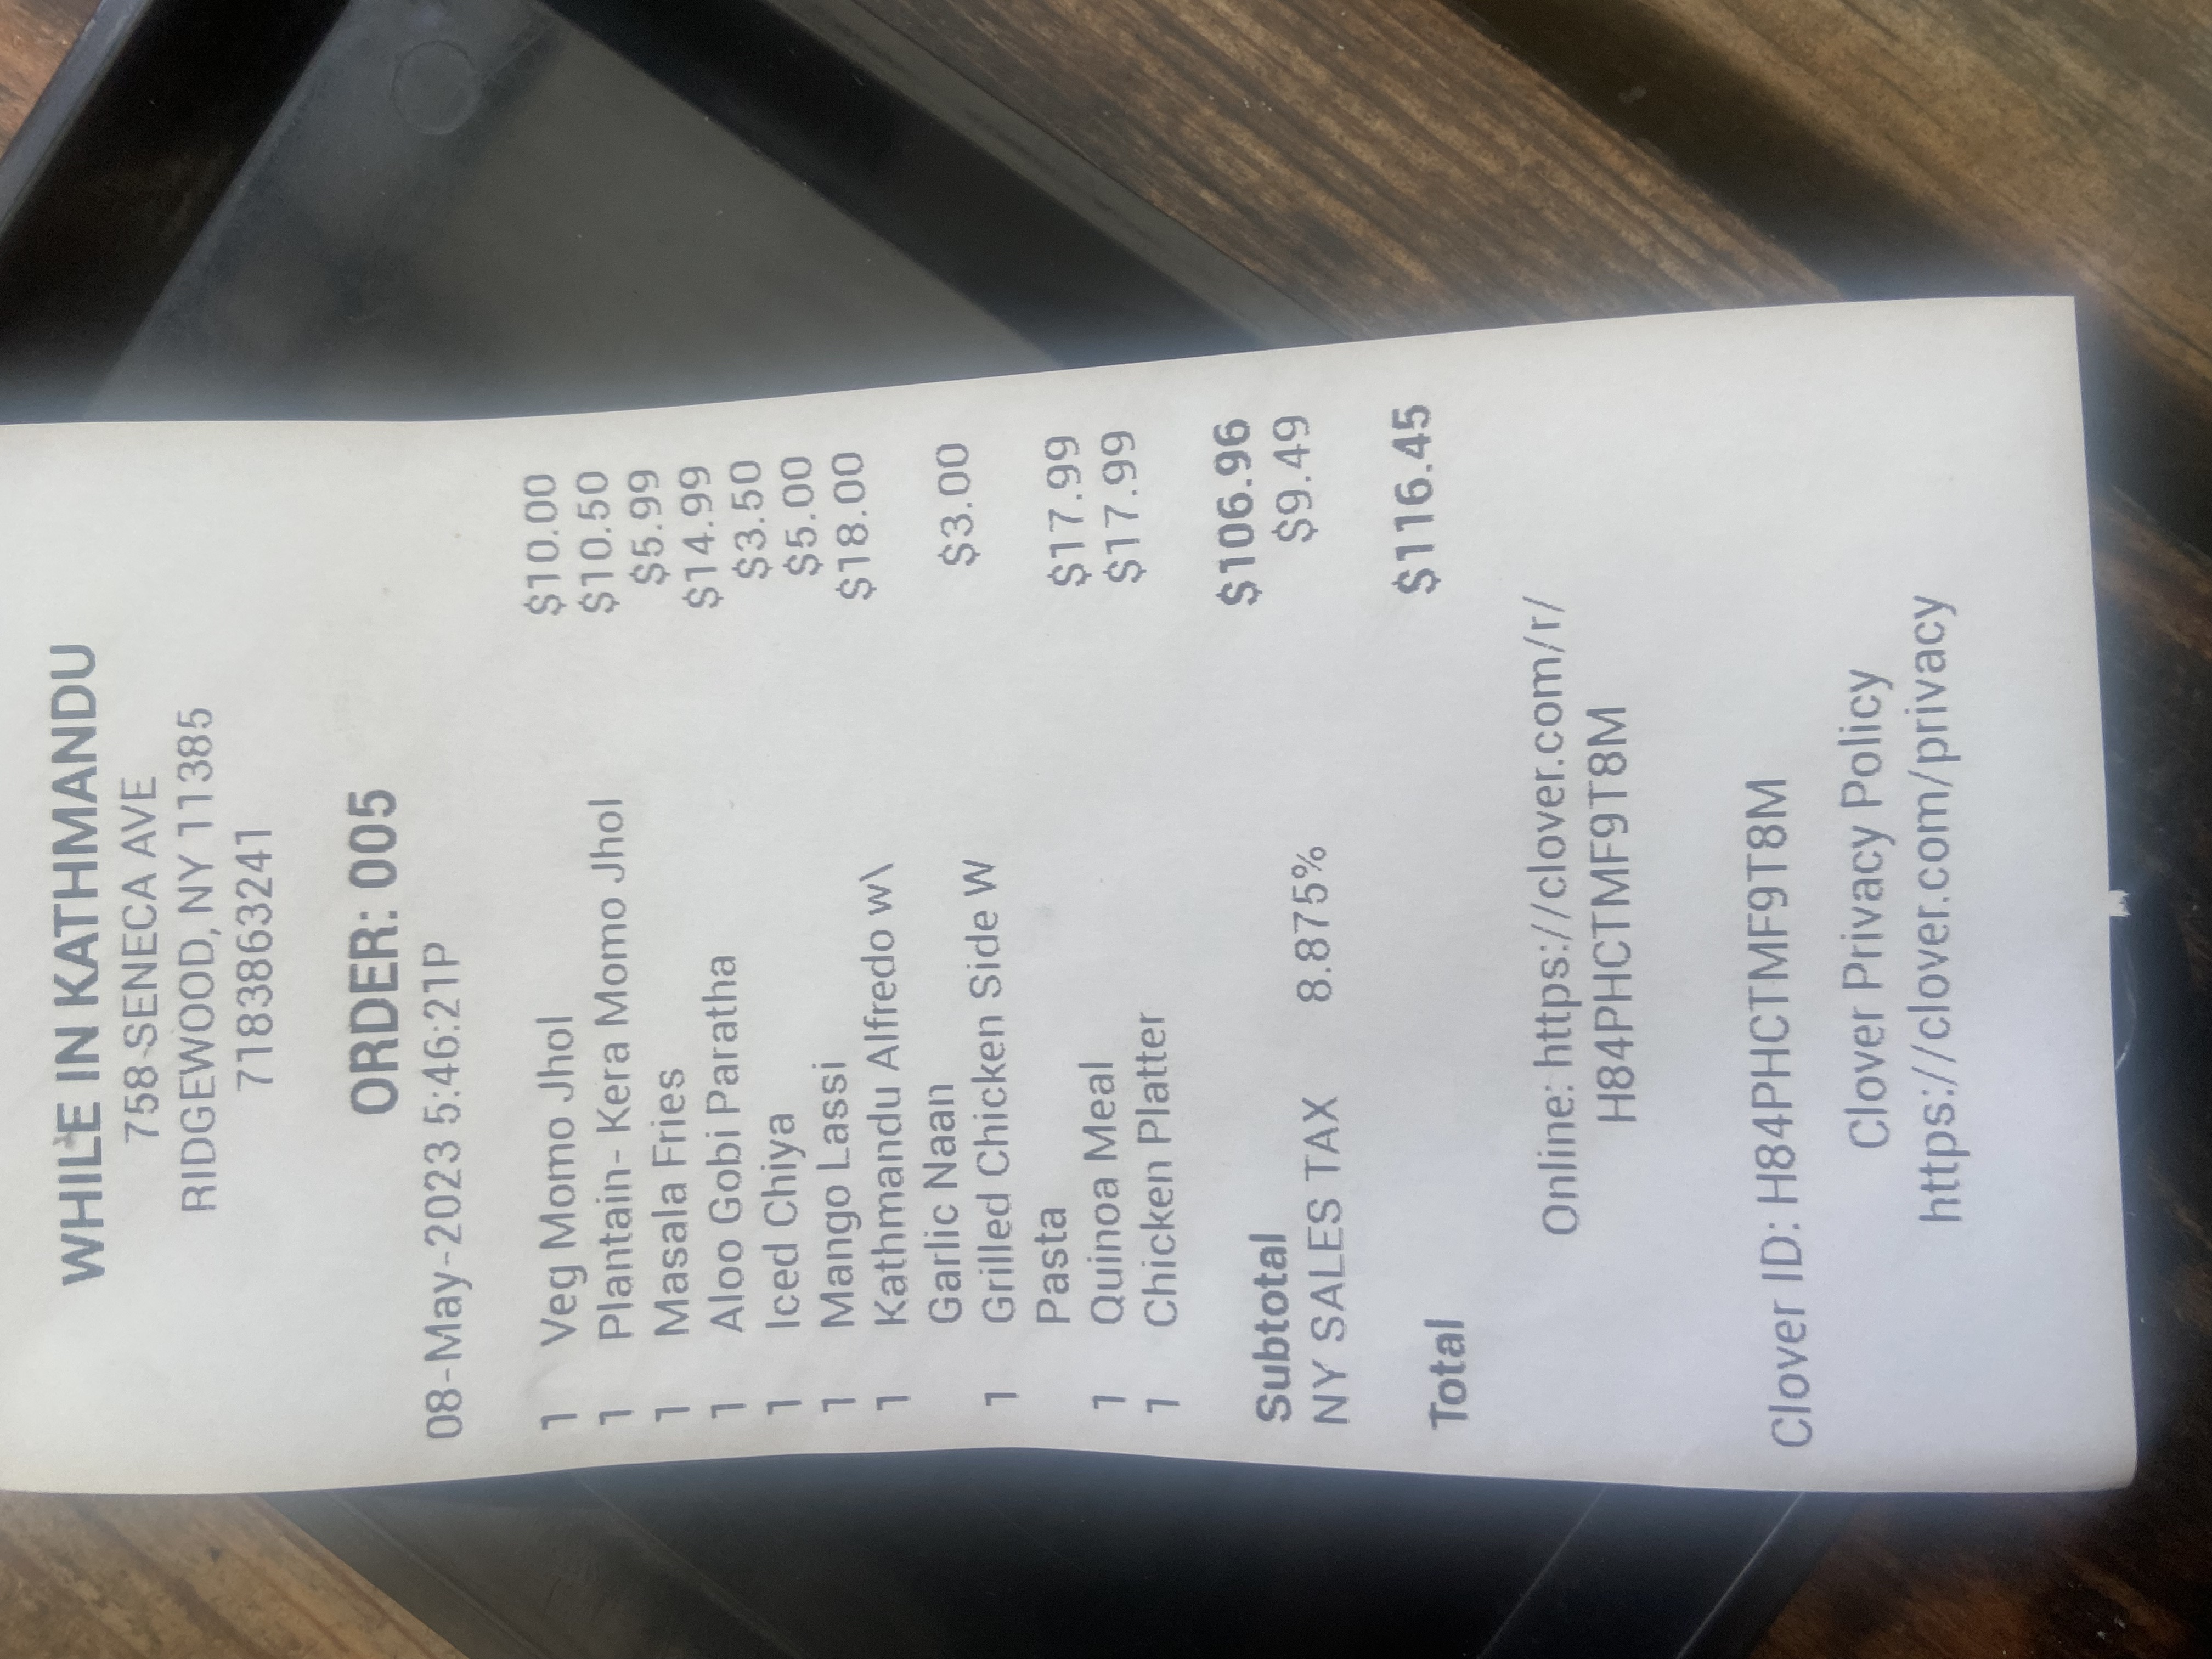 WHILE IN KATHMANDU
758 SENECA AVE
RIDGEWOOD, NY 11385
7183863241
ORDER: 005
08-May-2023 5:46:21P
1 Veg Momo Jhol $10.00
1 Plantain- Kera Momo Jhol $10.50
1 Masala Fries $5.99
1 Aloo Gobi Paratha $14.99
1 Iced Chiya $3.50
1 Mango Lassi $5.00
1 Kathmandu Alfredo w\ $18.00
Garlic Naan
1 Grilled Chicken Side W $3.00
Pasta
1 Quinoa Meal $17.99
1 Chicken Platter $17.99
Subtotal $106.96
NY SALES TAX 8.875% $9.49
Total $116.45
Online: https://clover.com/r/
H84PHCTMF9T8M
Clover ID: H84PHCTMF9T8M
Clover Privacy Policy
https://clover.com/privacy